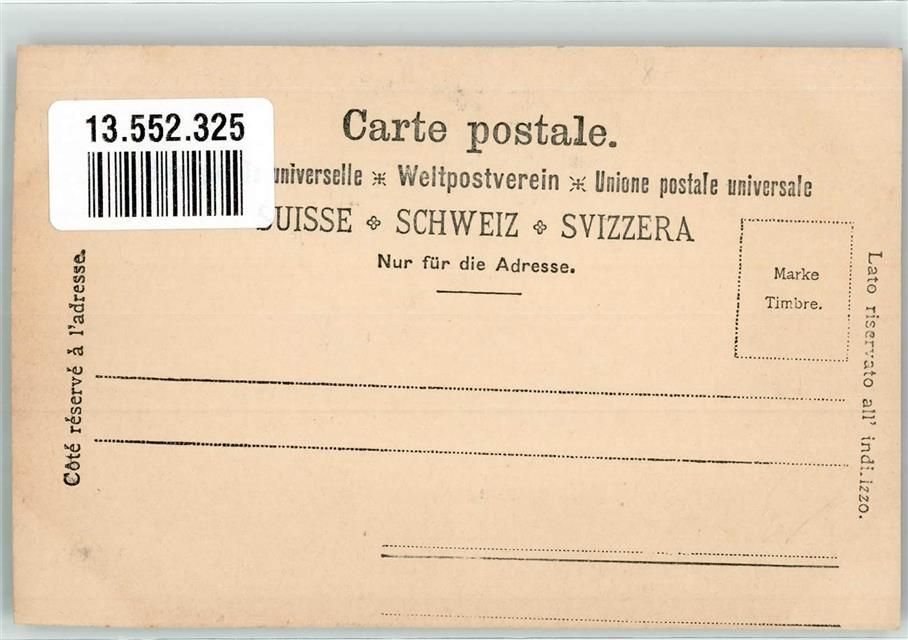 13.552.325
Carte postale.
universelle ⁎ Weltpostverein ⁎ Unione postale universale
SUISSE ❖ SCHWEIZ ❖ SVIZZERA
Nur für die Adresse.
Marke
Timbre.
Côté réservé à l'adresse.
Lato riservato all' indirizzo.